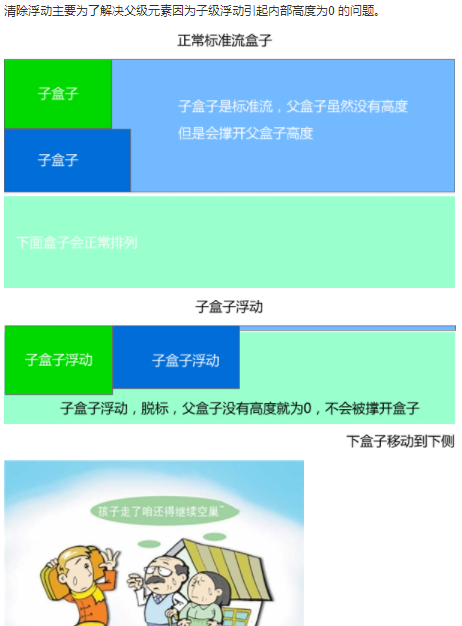 清除浮动主要为了解决父级元素因为子级浮动引起内部高度为0 的问题。
正常标准流盒子
子盒子
子盒子是标准流，父盒子虽然没有高度
但是会撑开父盒子高度
子盒子
下面盒子会正常排列
子盒子浮动
子盒子浮动
子盒子浮动
子盒子浮动，脱标，父盒子没有高度就为0，不会被撑开盒子
下盒子移动到下侧
孩子走了咱还得继续空巢~